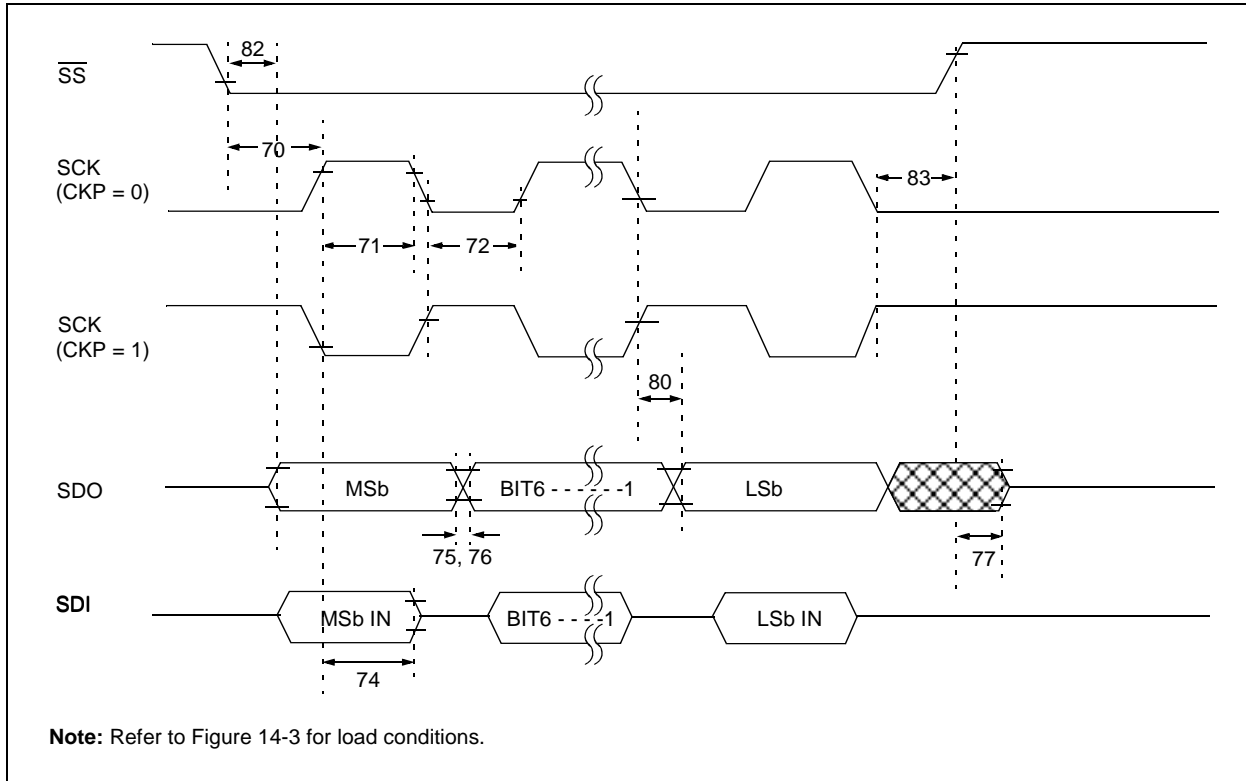 82
SS
70
SCK
(CKP = 0)
83
71
72
SCK
(CKP = 1)
80
SDO
MSb
BIT6 - - - - - -1
LSb
75, 76
77
SDI
MSb IN
BIT6 - - - -1
LSb IN
74
Note: Refer to Figure 14-3 for load conditions.